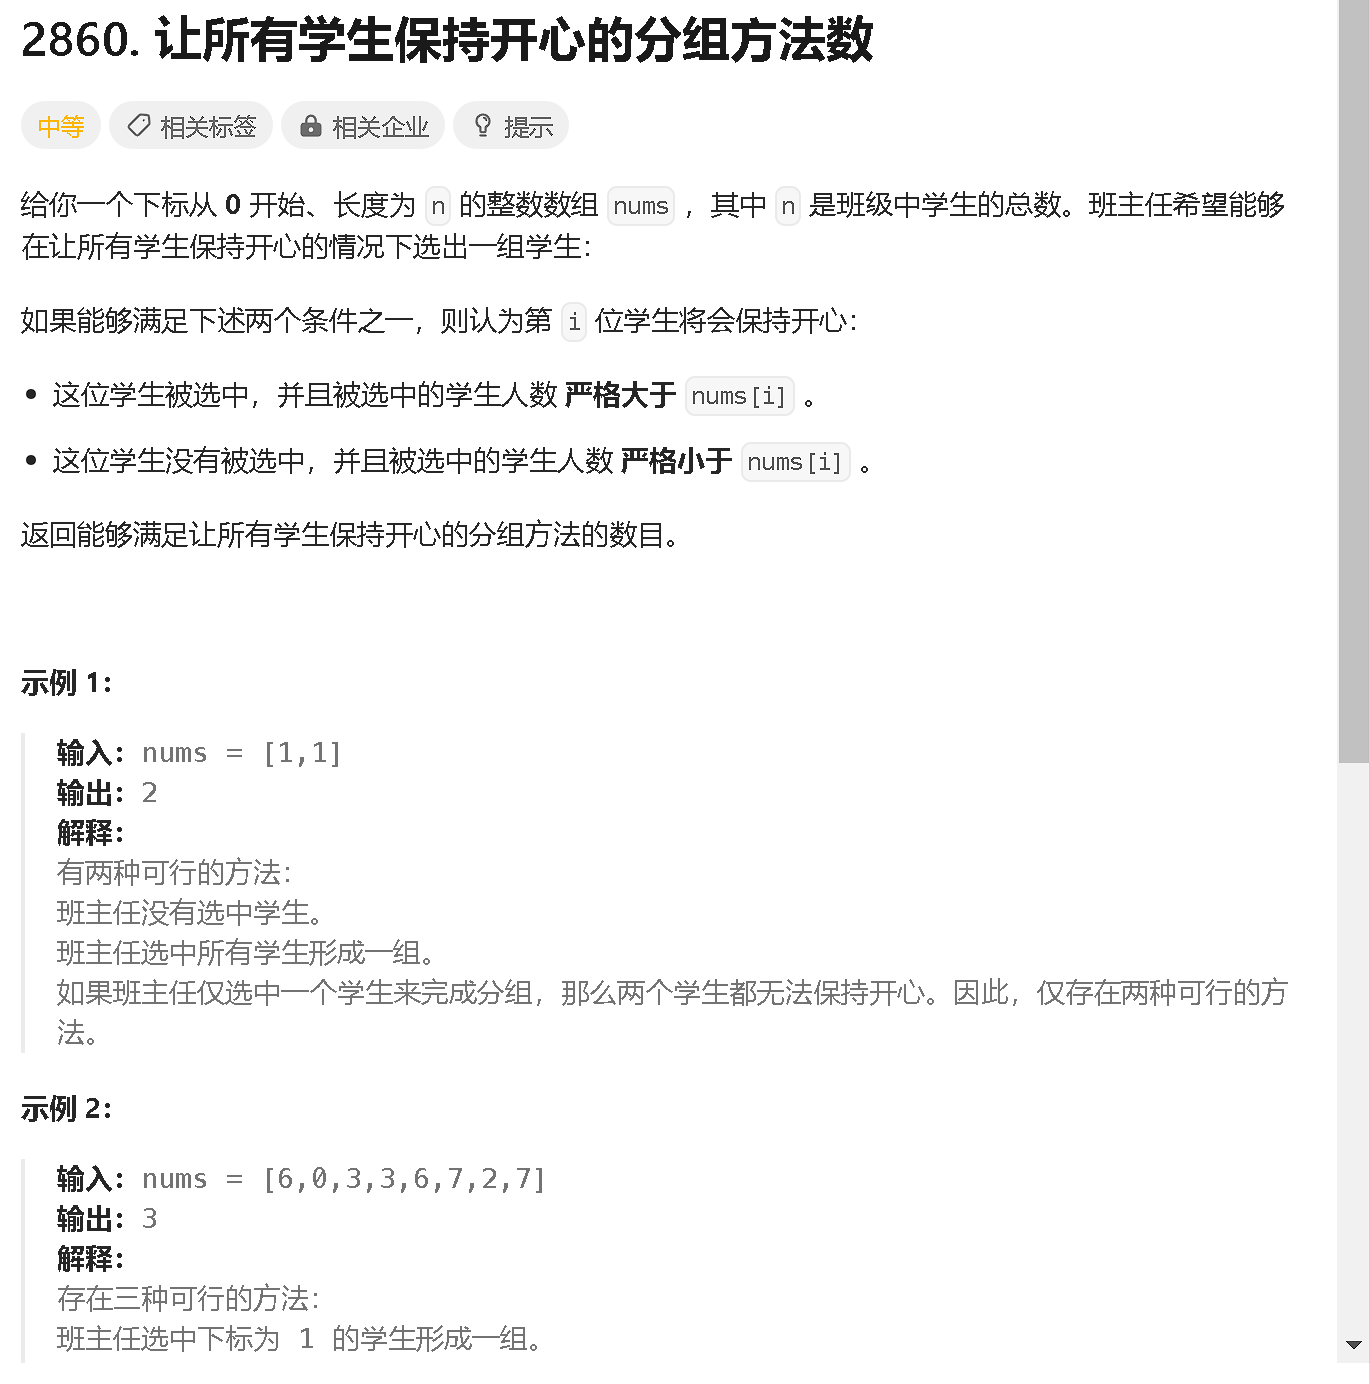 2860. 让所有学生保持开心的分组方法数
中等 相关标签 相关企业 提示
给你一个下标从 0 开始、长度为 n 的整数数组 nums ，其中 n 是班级中学生的总数。班主任希望能够
在让所有学生保持开心的情况下选出一组学生：
如果能够满足下述两个条件之一，则认为第 i 位学生将会保持开心：
• 这位学生被选中，并且被选中的学生人数 严格大于 nums[i] 。
• 这位学生没有被选中，并且被选中的学生人数 严格小于 nums[i] 。
返回能够满足让所有学生保持开心的分组方法的数目。
示例 1：
输入：nums = [1,1]
输出：2
解释：
有两种可行的方法：
班主任没有选中学生。
班主任选中所有学生形成一组。
如果班主任仅选中一个学生来完成分组，那么两个学生都无法保持开心。因此，仅存在两种可行的方
法。
示例 2：
输入：nums = [6,0,3,3,6,7,2,7]
输出：3
解释：
存在三种可行的方法：
班主任选中下标为 1 的学生形成一组。